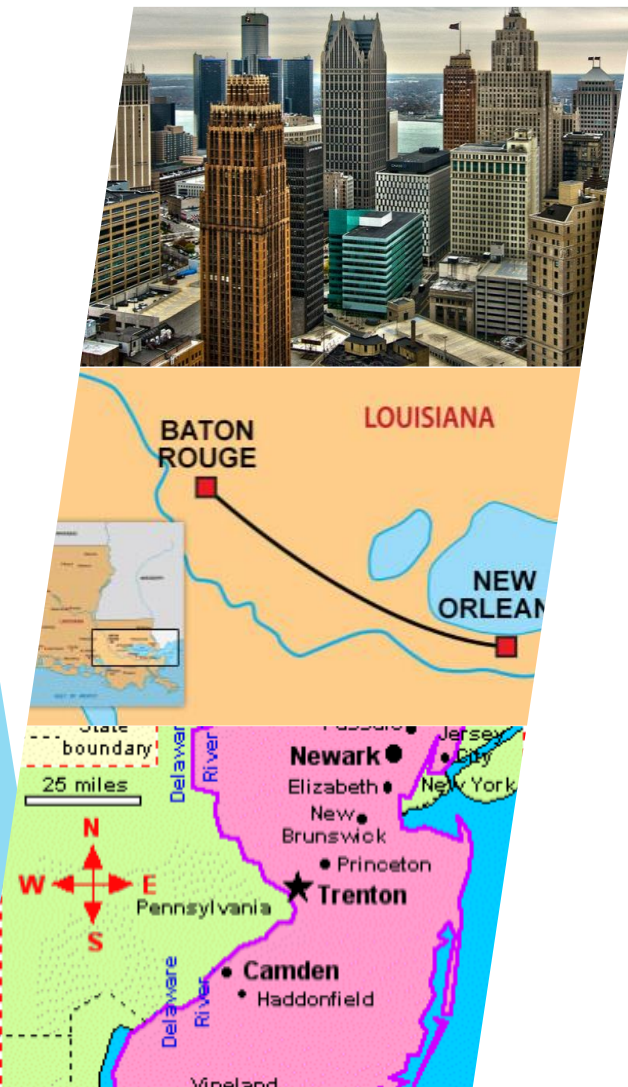 LOUISIANA
BATON
ROUGE
NEW
ORLEAN
State
boundary
25 miles
N
W E
S
Delaware
River
Newark
Jersey
City
Elizabeth
New York
New
Brunswick
Princeton
Trenton
Pennsylvania
Camden
Haddonfield
Delaware
River
Vineland